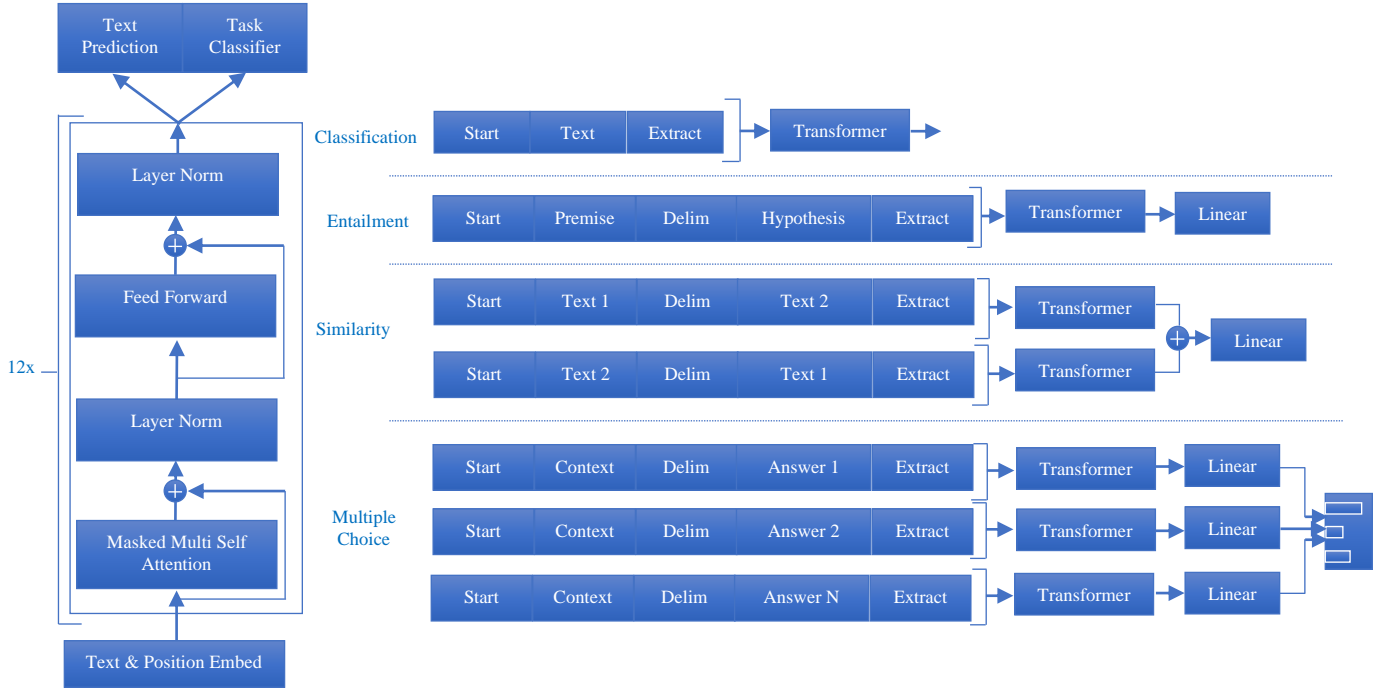 Text
Prediction
Task
Classifier
12x
Layer Norm
Feed Forward
Layer Norm
Masked Multi Self
Attention
Text & Position Embed
Classification
Start Text Extract Transformer
Entailment
Start Premise Delim Hypothesis Extract Transformer Linear
Similarity
Start Text 1 Delim Text 2 Extract Transformer
Linear
Start Text 2 Delim Text 1 Extract Transformer
Multiple
Choice
Start Context Delim Answer 1 Extract Transformer Linear
Start Context Delim Answer 2 Extract Transformer Linear
Start Context Delim Answer N Extract Transformer Linear